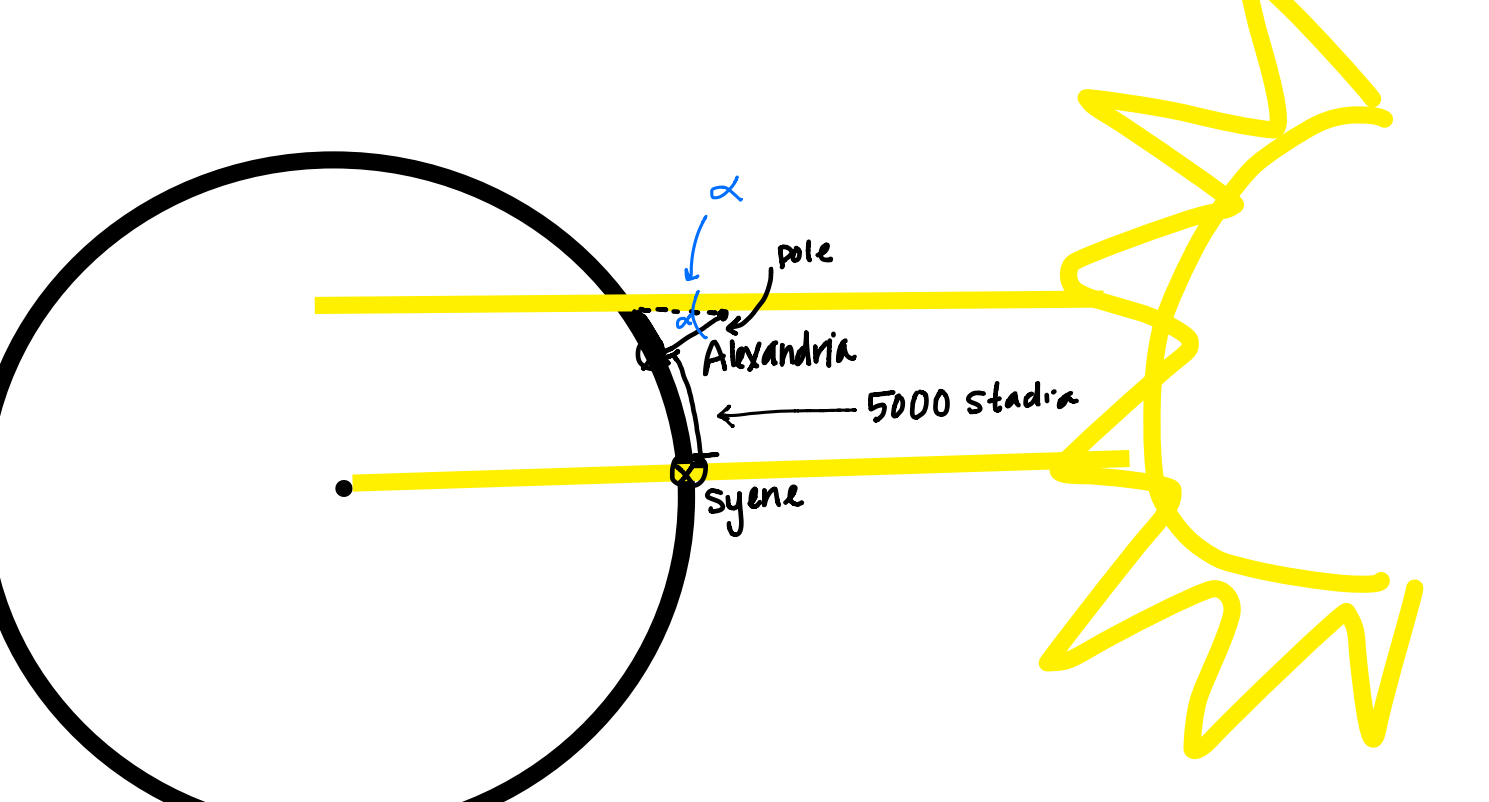 α
pole
α
Alexandria
5000 stadia
syene